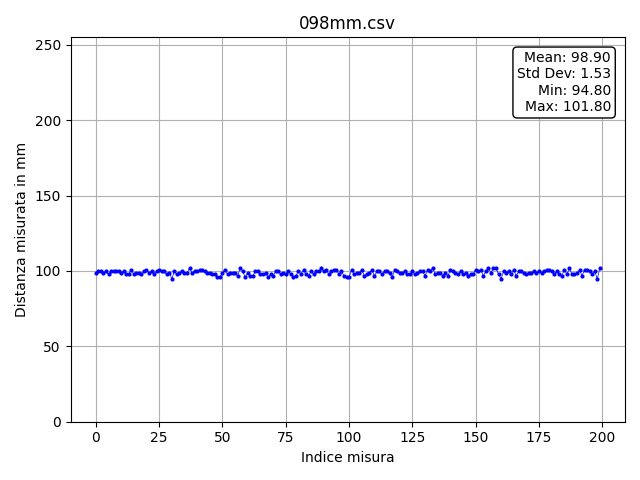 098mm.csv
Mean: 98.90
Std Dev: 1.53
Min: 94.80
Max: 101.80
Distanza misurata in mm
250
200
150
100
50
0
0 25 50 75 100 125 150 175 200
Indice misura